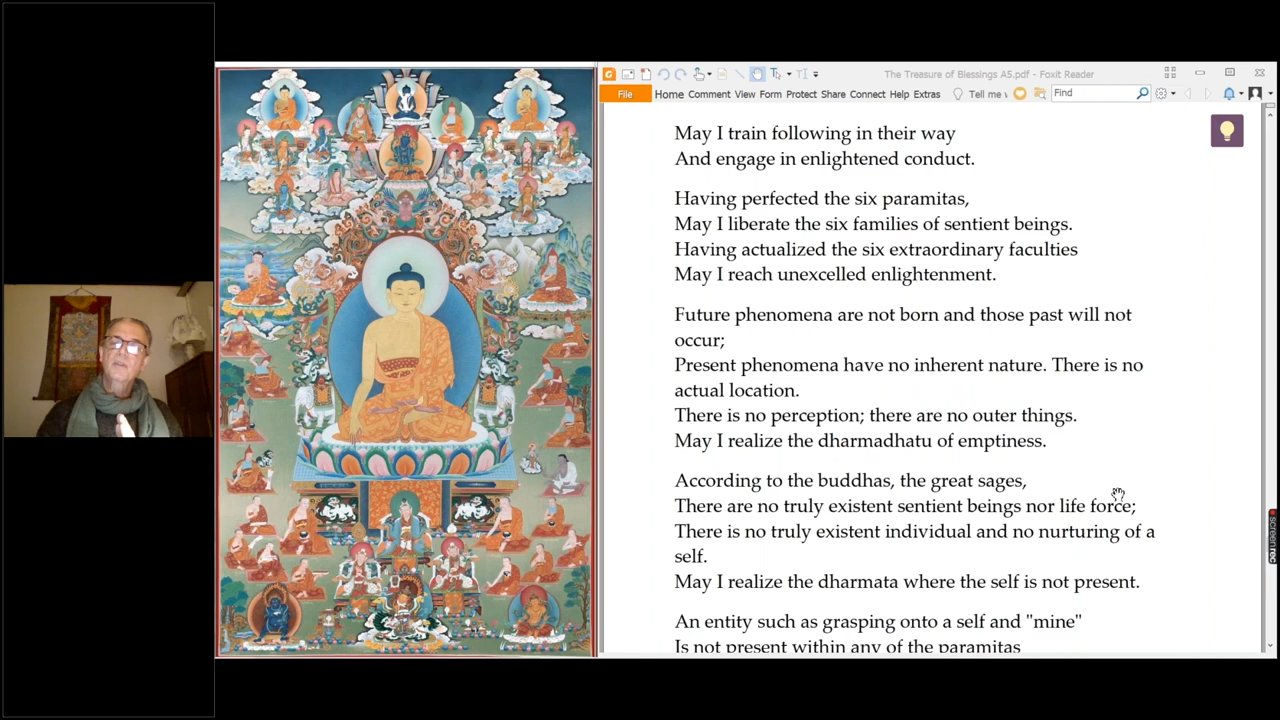 The Treasure of Blessings A5.pdf - Foxit Reader
File Home Comment View Form Protect Share Connect Help Extras Tell me Find
May I train following in their way
And engage in enlightened conduct.
Having perfected the six paramitas,
May I liberate the six families of sentient beings.
Having actualized the six extraordinary faculties
May I reach unexcelled enlightenment.
Future phenomena are not born and those past will not
occur;
Present phenomena have no inherent nature. There is no
actual location.
There is no perception; there are no outer things.
May I realize the dharmadhatu of emptiness.
According to the buddhas, the great sages,
There are no truly existent sentient beings nor life force;
There is no truly existent individual and no nurturing of a
self.
May I realize the dharmata where the self is not present.
An entity such as grasping onto a self and "mine"
Is not present within any of the paramitas
screenrec